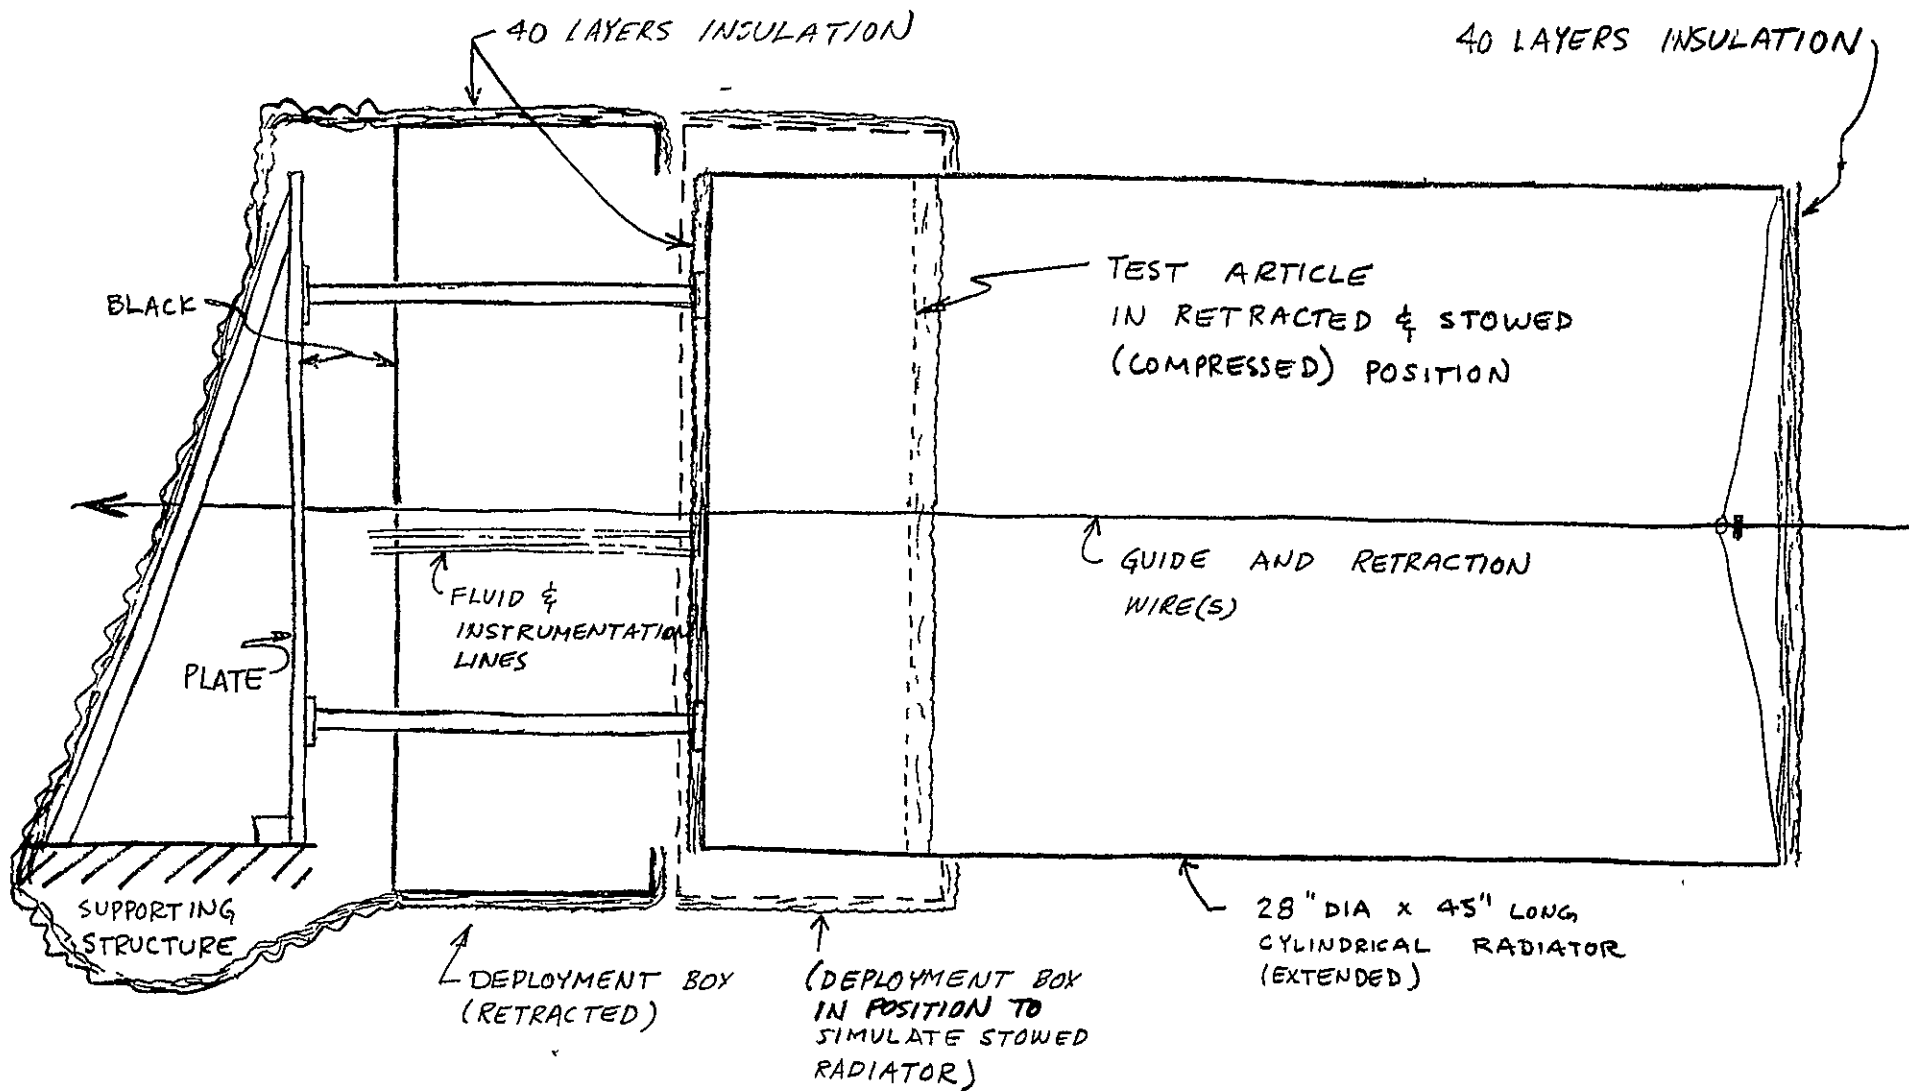 40 LAYERS INSULATION
40 LAYERS INSULATION
BLACK
TEST ARTICLE
IN RETRACTED & STOWED
(COMPRESSED) POSITION
GUIDE AND RETRACTION
WIRE(S)
FLUID &
INSTRUMENTATION
LINES
PLATE
SUPPORTING
STRUCTURE
DEPLOYMENT BOX
(RETRACTED)
(DEPLOYMENT BOX
IN POSITION TO
SIMULATE STOWED
RADIATOR)
28" DIA x 45" LONG
CYLINDRICAL RADIATOR
(EXTENDED)